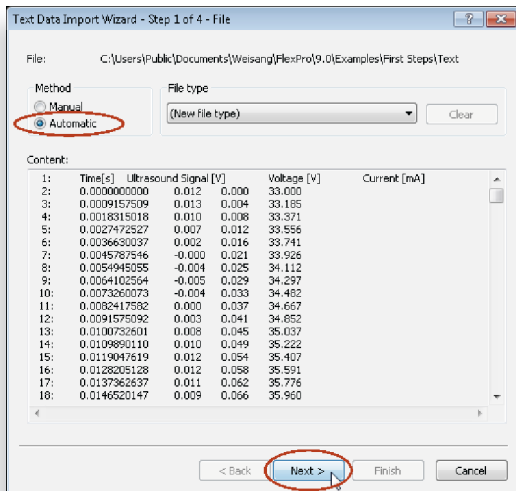 Text Data Import Wizard - Step 1 of 4 - File
File: C:\Users\Public\Documents\Weisang\FlexPro\9.0\Examples\First Steps\Text
Method
File type
Manual
Automatic
(New file type)
Clear
Content:
1: Time[s] Ultrasound Signal [V] Voltage [V] Current [mA]
2: 0.0000000000 0.012 0.000 33.000
3: 0.0009157509 0.013 0.004 33.185
4: 0.0018315018 0.010 0.008 33.371
5: 0.0027472527 0.007 0.012 33.556
6: 0.0036630037 0.002 0.016 33.741
7: 0.0045787546 -0.000 0.021 33.926
8: 0.0054945055 -0.004 0.025 34.112
9: 0.0064102564 -0.005 0.029 34.297
10: 0.0073260073 -0.004 0.033 34.482
11: 0.0082417582 0.000 0.037 34.667
12: 0.0091575092 0.003 0.041 34.852
13: 0.0100732601 0.008 0.045 35.037
14: 0.0109890110 0.010 0.049 35.222
15: 0.0119047619 0.012 0.054 35.407
16: 0.0128205128 0.012 0.058 35.591
17: 0.0137362637 0.011 0.062 35.776
18: 0.0146520147 0.009 0.066 35.960
< Back
Next >
Finish
Cancel